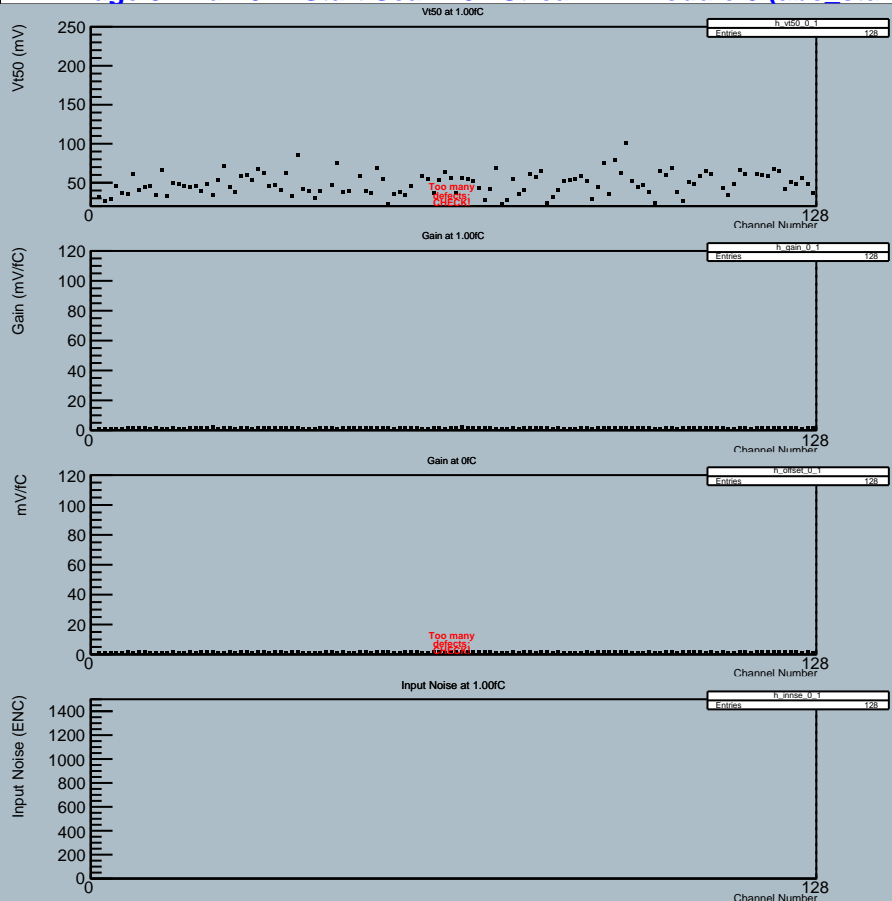 Vt50 at 1.00fC
h_vt50_0_1
Entries 128
Vt50 (mV)
250
200
150
100
50
Too many
defects:
CHECK!
0
128
Channel Number
Gain at 1.00fC
h_gain_0_1
Entries 128
Gain (mV/fC)
120
100
80
60
40
20
0
0
128
Channel Number
Gain at 0fC
h_offset_0_1
Entries 128
mV/fC
120
100
80
60
40
20
Too many
defects:
0
0
128
Channel Number
Input Noise at 1.00fC
h_innse_0_1
Entries 128
Input Noise (ENC)
1400
1200
1000
800
600
400
200
0
0
128
Channel Number